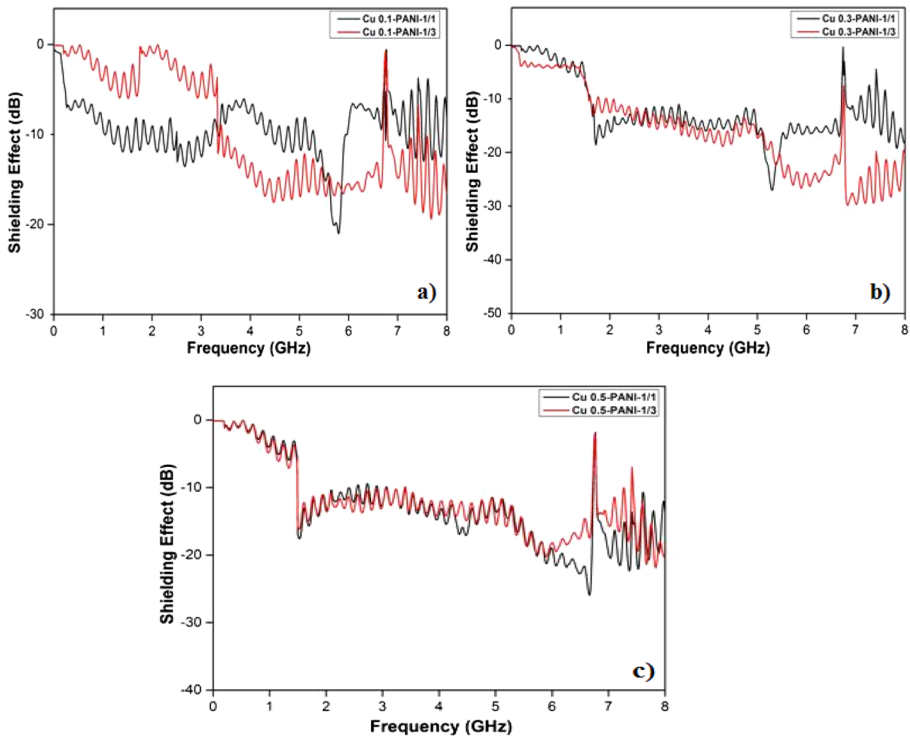 Cu 0.1-PANI-1/1
Cu 0.1-PANI-1/3
0
-10
-20
-30
Shielding Effect (dB)
0 1 2 3 4 5 6 7 8
Frequency (GHz)
a)
Cu 0.3-PANI-1/1
Cu 0.3-PANI-1/3
0
-10
-20
-30
-40
-50
Shielding Effect (dB)
0 1 2 3 4 5 6 7 8
Frequency (GHz)
b)
Cu 0.5-PANI-1/1
Cu 0.5-PANI-1/3
0
-10
-20
-30
-40
Shielding Effect (dB)
0 1 2 3 4 5 6 7 8
Frequency (GHz)
c)